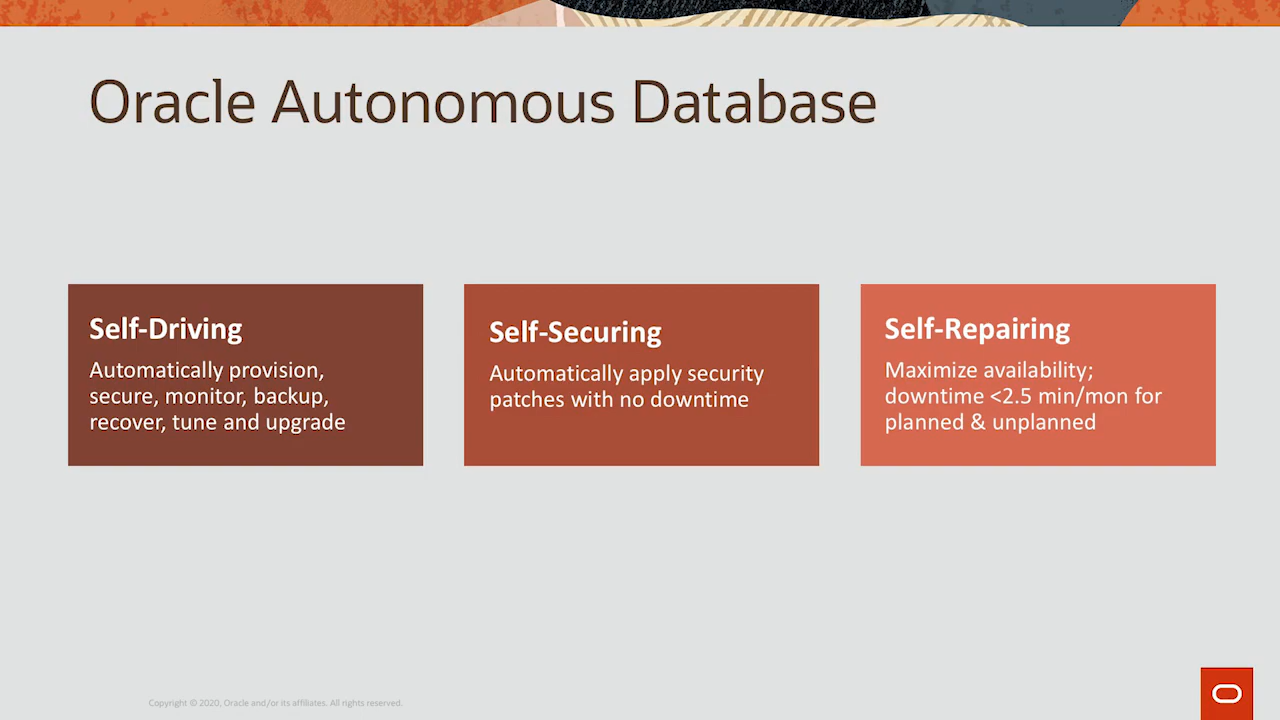 Oracle Autonomous Database
Self-Driving
Automatically provision,
secure, monitor, backup,
recover, tune and upgrade
Self-Securing
Automatically apply security
patches with no downtime
Self-Repairing
Maximize availability;
downtime <2.5 min/mon for
planned & unplanned
Copyright © 2020, Oracle and/or its affiliates. All rights reserved.